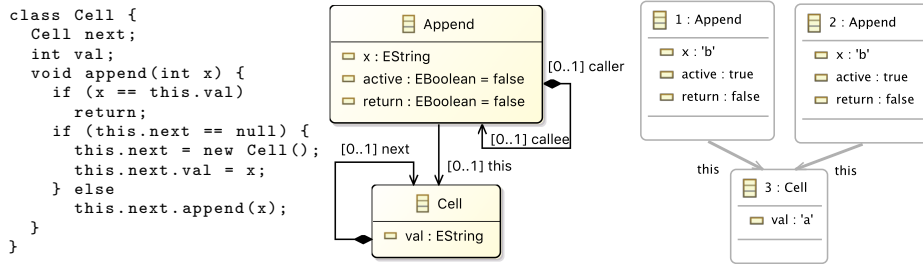 class Cell {
Cell next;
int val;
void append(int x) {
if (x == this.val)
return;
if (this.next == null) {
this.next = new Cell();
this.next.val = x;
} else
this.next.append(x);
}
}
Append
x : EString
active : EBoolean = false
return : EBoolean = false
[0..1] caller
[0..1] callee
[0..1] next
[0..1] this
Cell
val : EString
1 : Append
x : 'b'
active : true
return : false
2 : Append
x : 'b'
active : true
return : false
this
this
3 : Cell
val : 'a'